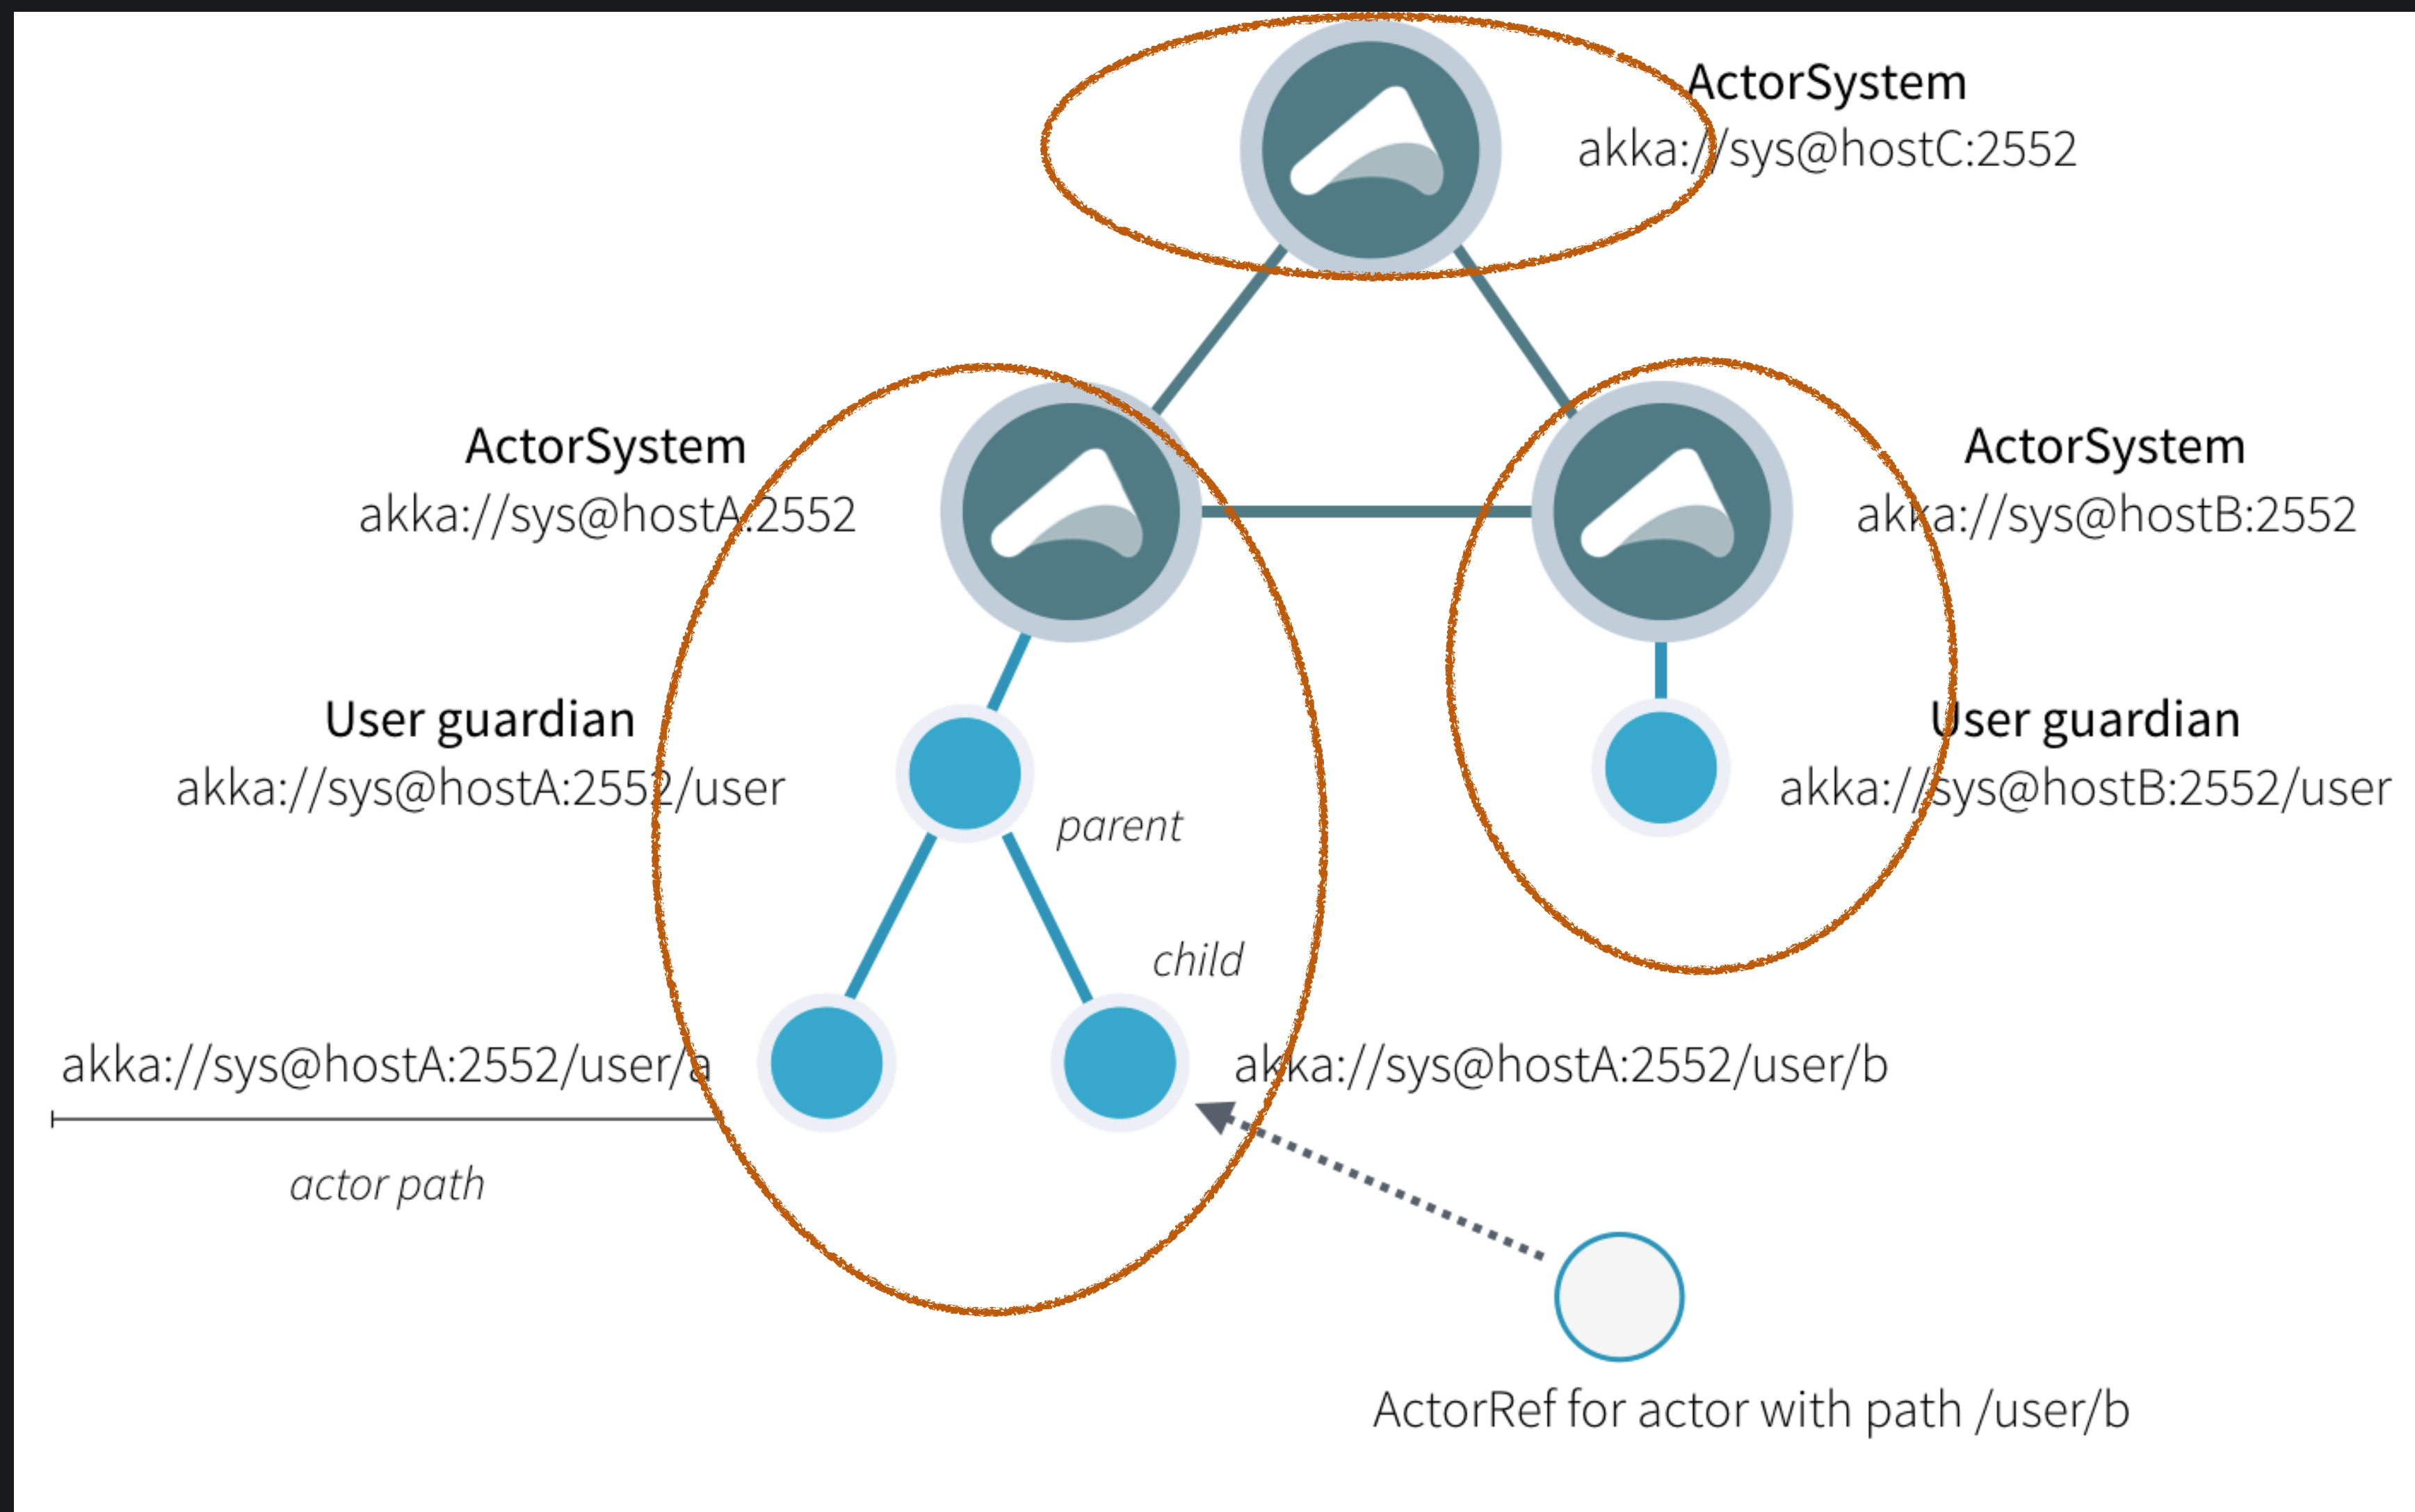 ActorSystem
akka://sys@hostC:2552
ActorSystem
akka://sys@hostA:2552
ActorSystem
akka://sys@hostB:2552
User guardian
akka://sys@hostA:2552/user
User guardian
akka://sys@hostB:2552/user
parent
child
akka://sys@hostA:2552/user/a
akka://sys@hostA:2552/user/b
actor path
ActorRef for actor with path /user/b